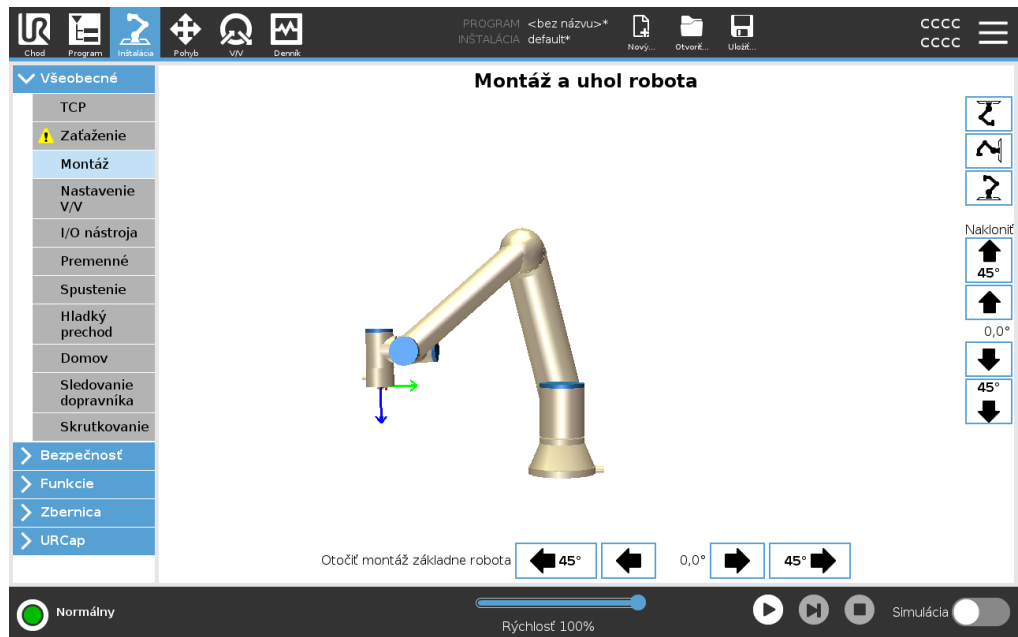 UR
Chod
Program
Inštalácia
Pohyb
V/V
Denník
PROGRAM <bez názvu>*
INŠTALÁCIA default*
Nový...
Otvoriť...
Uložiť...
CCCC
CCCC
Všeobecné
TCP
Zaťaženie
Montáž
Nastavenie
V/V
I/O nástroja
Premenné
Spustenie
Hladký
prechod
Domov
Sledovanie
dopravníka
Skrutkovanie
Bezpečnosť
Funkcie
Zbernica
URCap
Montáž a uhol robota
Nakloniť
45°
0,0°
45°
Otočiť montáž základne robota
45°
0,0°
45°
Normálny
Rýchlosť 100%
Simulácia